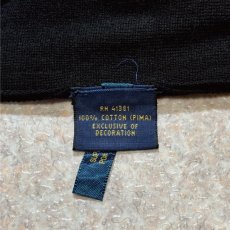 RN 41381
100% COTTON (PIMA)
EXCLUSIVE OF
DECORATION